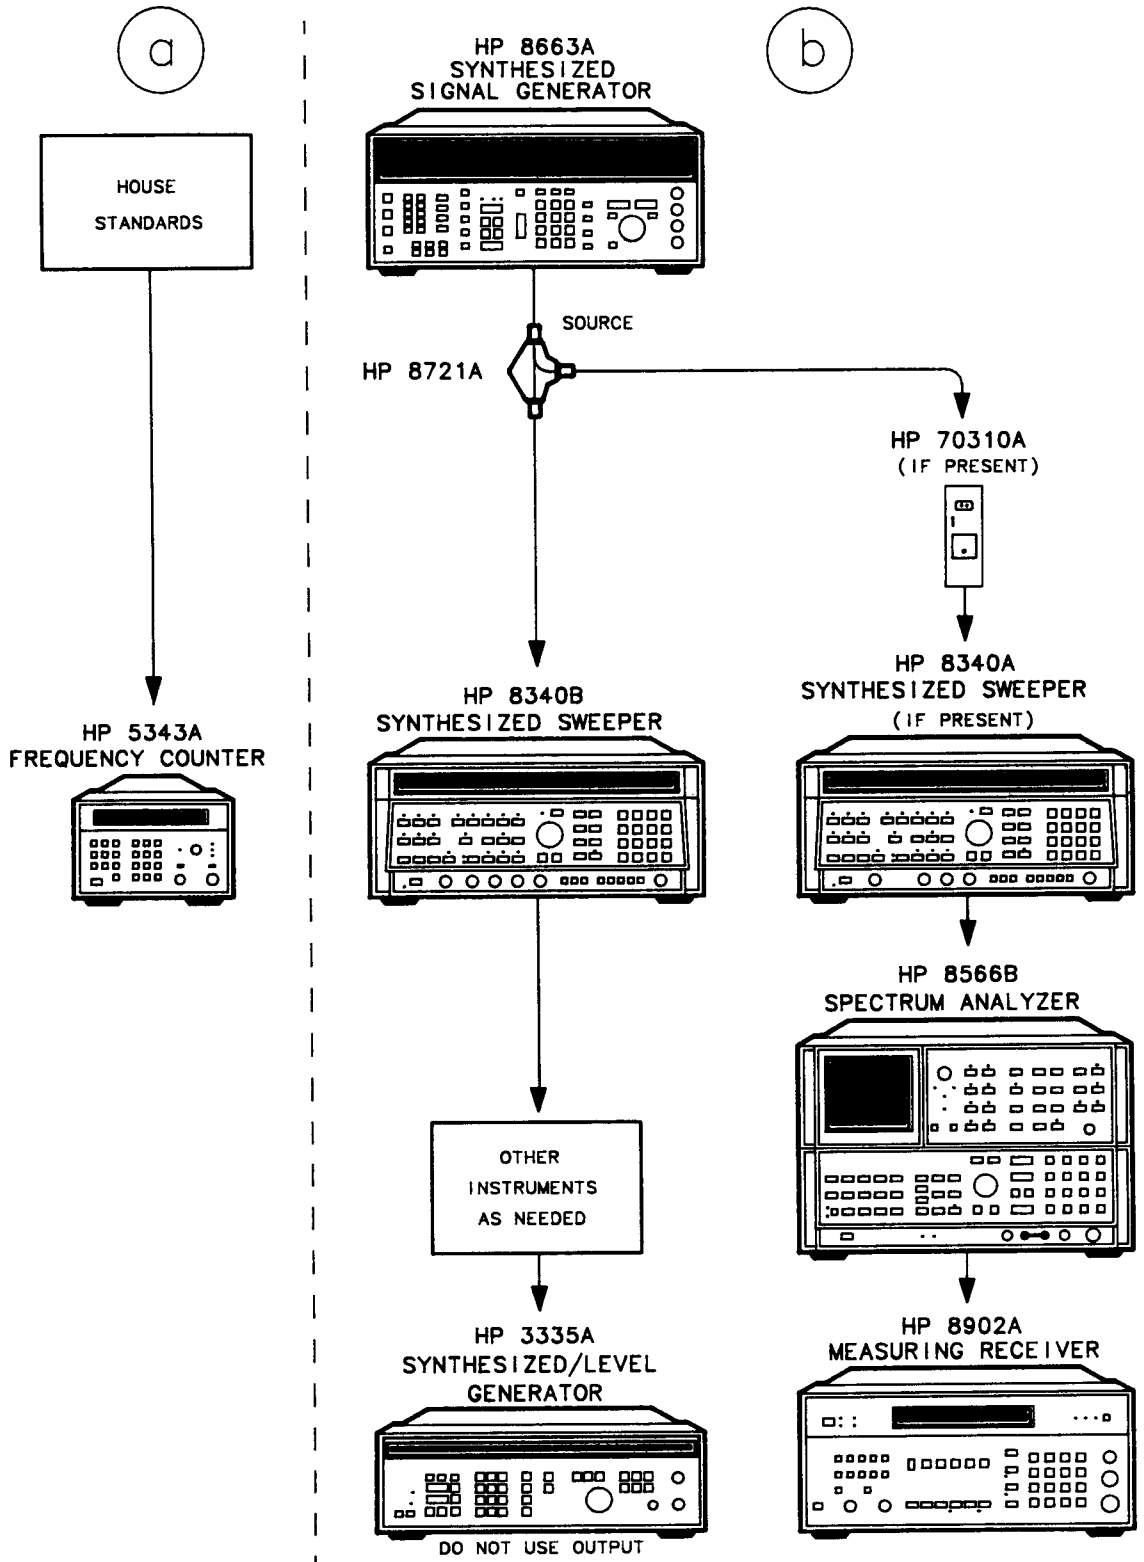 a
HOUSE
STANDARDS
HP 5343A
FREQUENCY COUNTER
b
HP 8663A
SYNTHESIZED
SIGNAL GENERATOR
SOURCE
HP 8721A
HP 8340B
SYNTHESIZED SWEEPER
OTHER
INSTRUMENTS
AS NEEDED
HP 3335A
SYNTHESIZED/LEVEL
GENERATOR
DO NOT USE OUTPUT
HP 70310A
(IF PRESENT)
HP 8340A
SYNTHESIZED SWEEPER
(IF PRESENT)
HP 8566B
SPECTRUM ANALYZER
HP 8902A
MEASURING RECEIVER